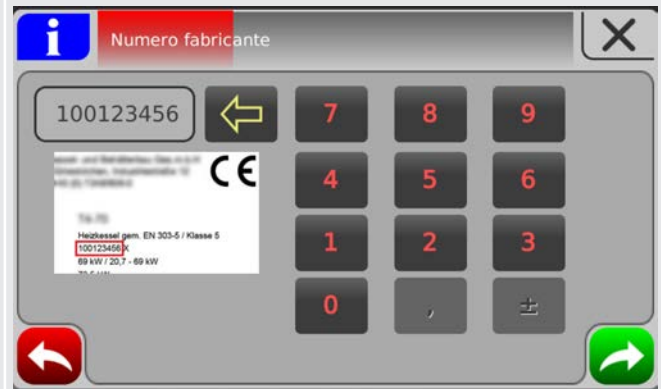 i
Numero fabricante
100123456
7 8 9
4 5 6
1 2 3
0 , ±
CE
Heizkessel gem. EN 303-5 / Klasse 5
100123456 X
69 kW / 20,7 - 69 kW